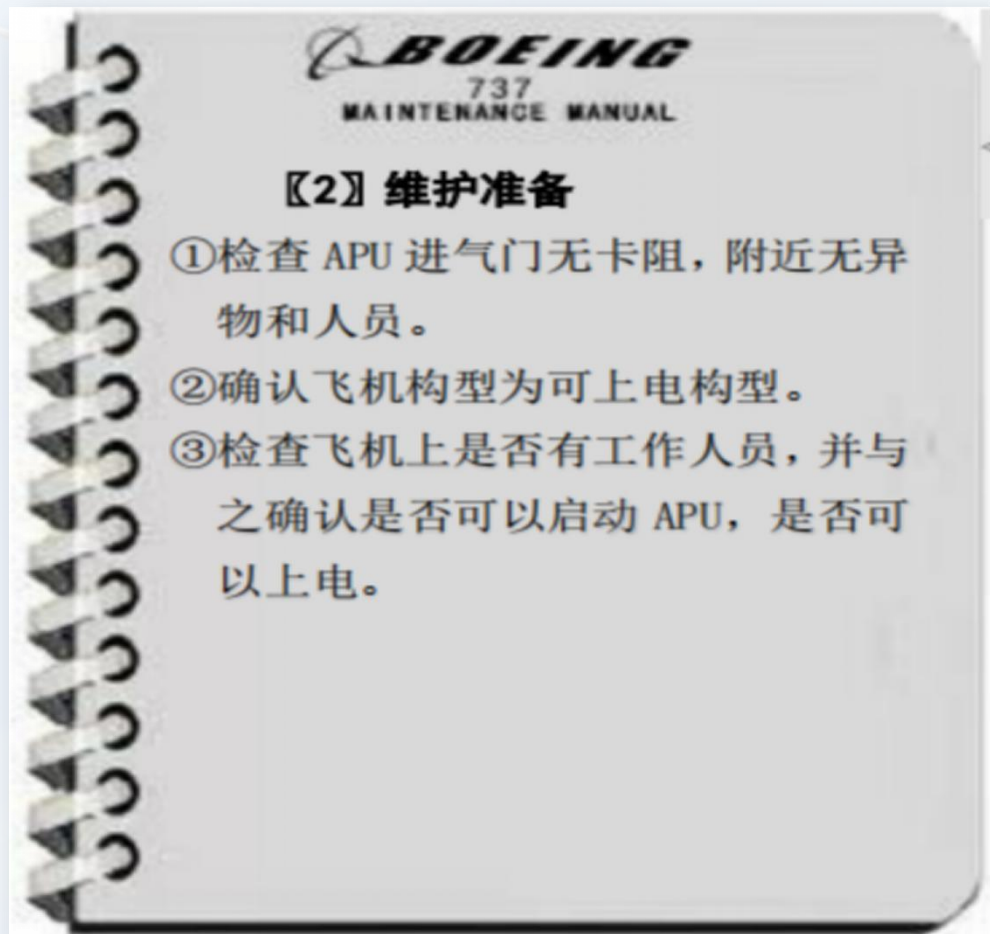 BOEING
737
MAINTENANCE MANUAL
〖2〗维护准备
①检查 APU 进气门无卡阻，附近无异
物和人员。
②确认飞机构型为可上电构型。
③检查飞机上是否有工作人员，并与
之确认是否可以启动 APU，是否可
以上电。